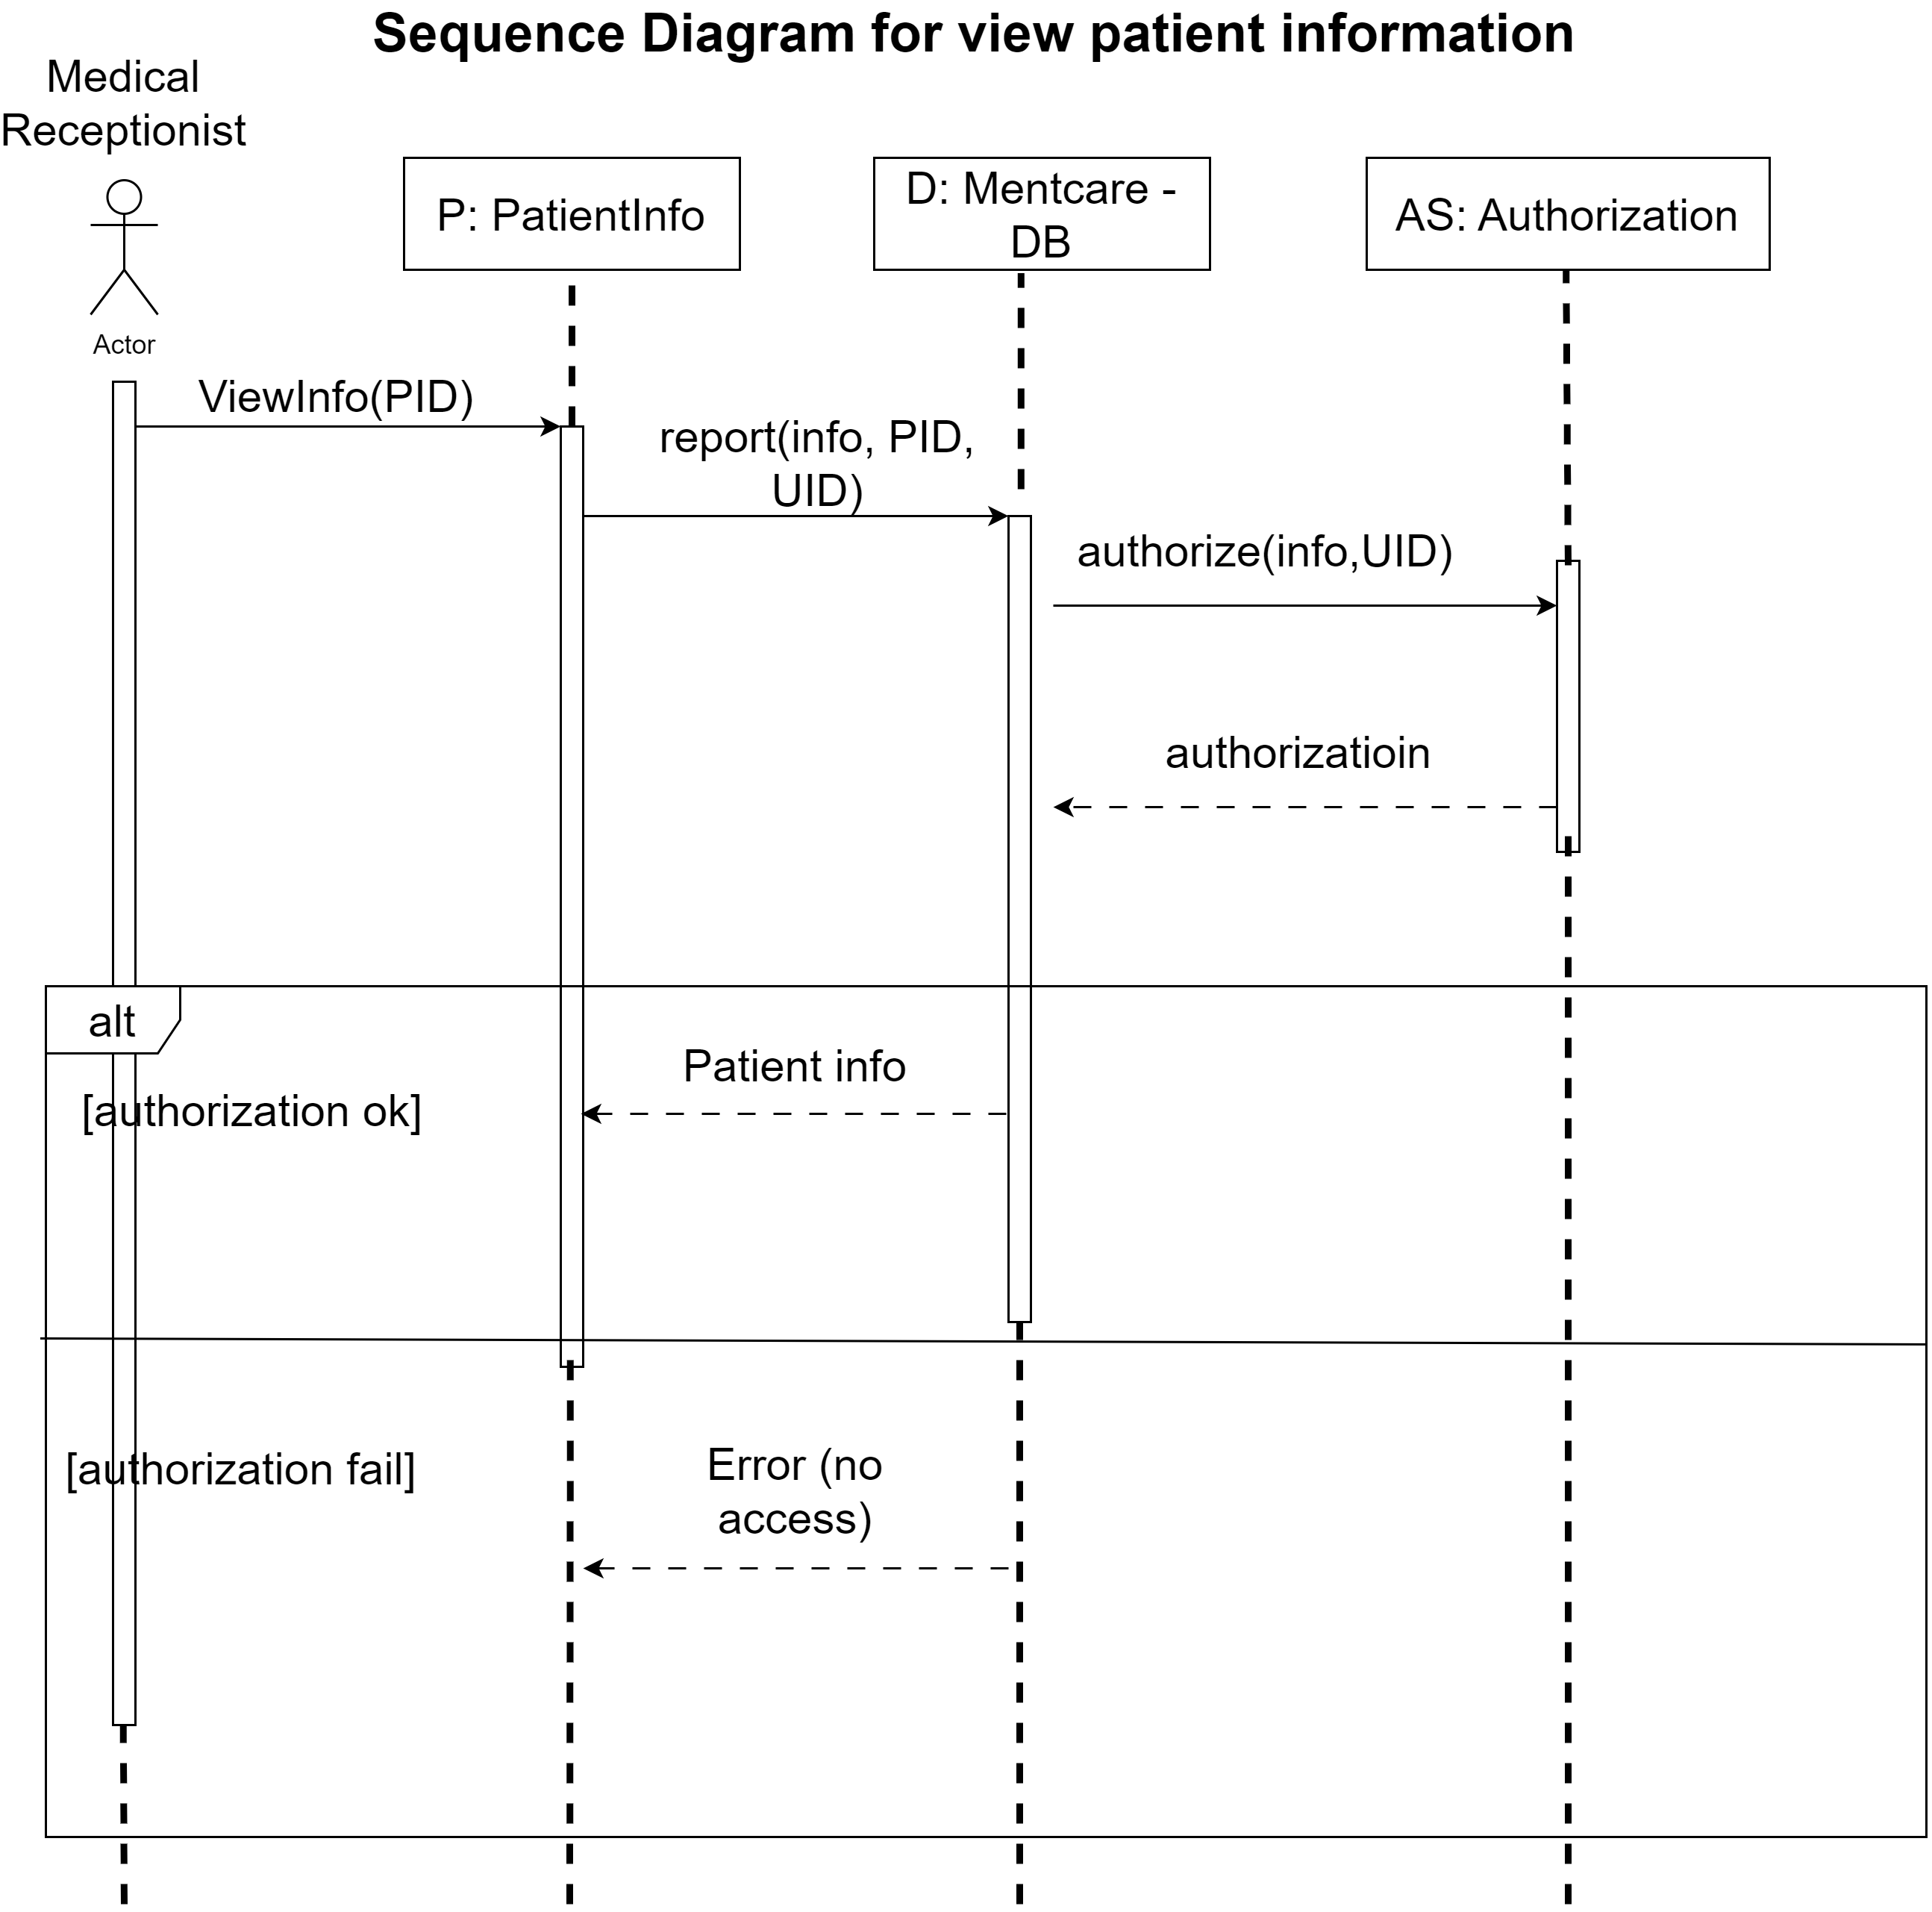 Sequence Diagram for view patient information
Medical
Receptionist
P: PatientInfo
D: Mentcare -
DB
AS: Authorization
Actor
ViewInfo(PID)
report(info, PID,
UID)
authorize(info,UID)
authorizatioin
alt
Patient info
[authorization ok]
Error (no
access)
[authorization fail]